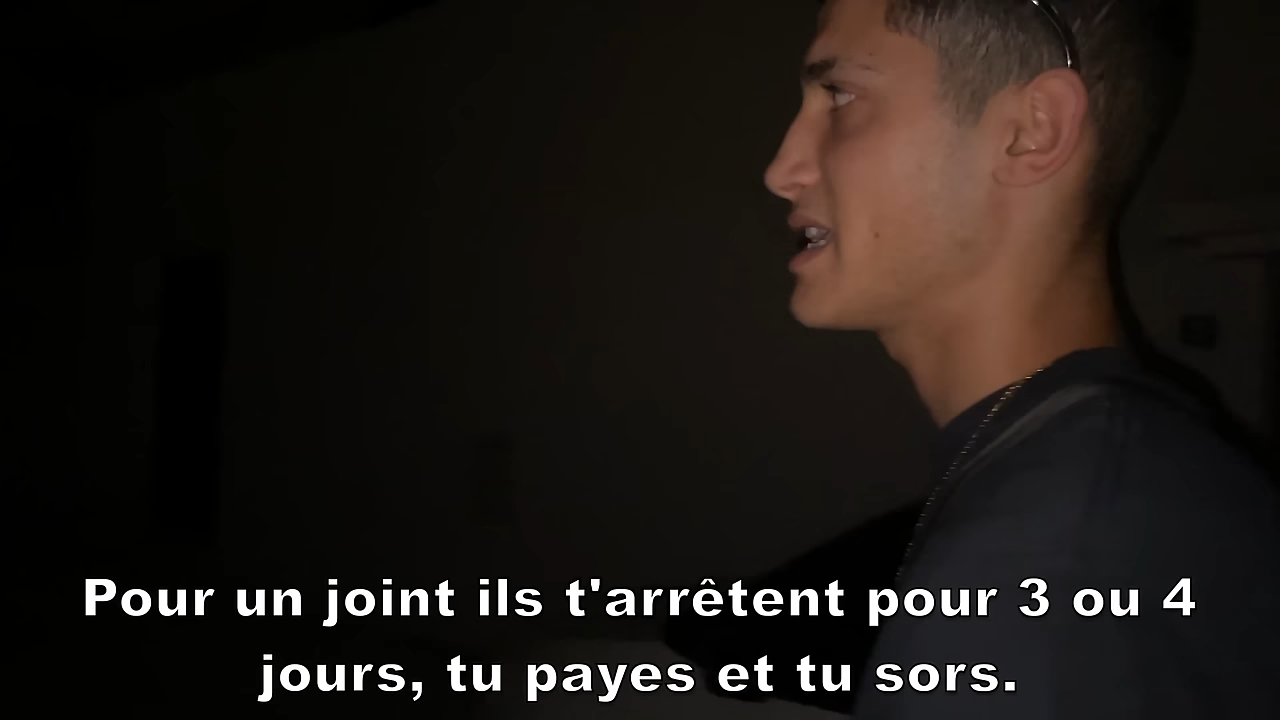 Pour un joint ils t'arrêtent pour 3 ou 4
jours, tu payes et tu sors.